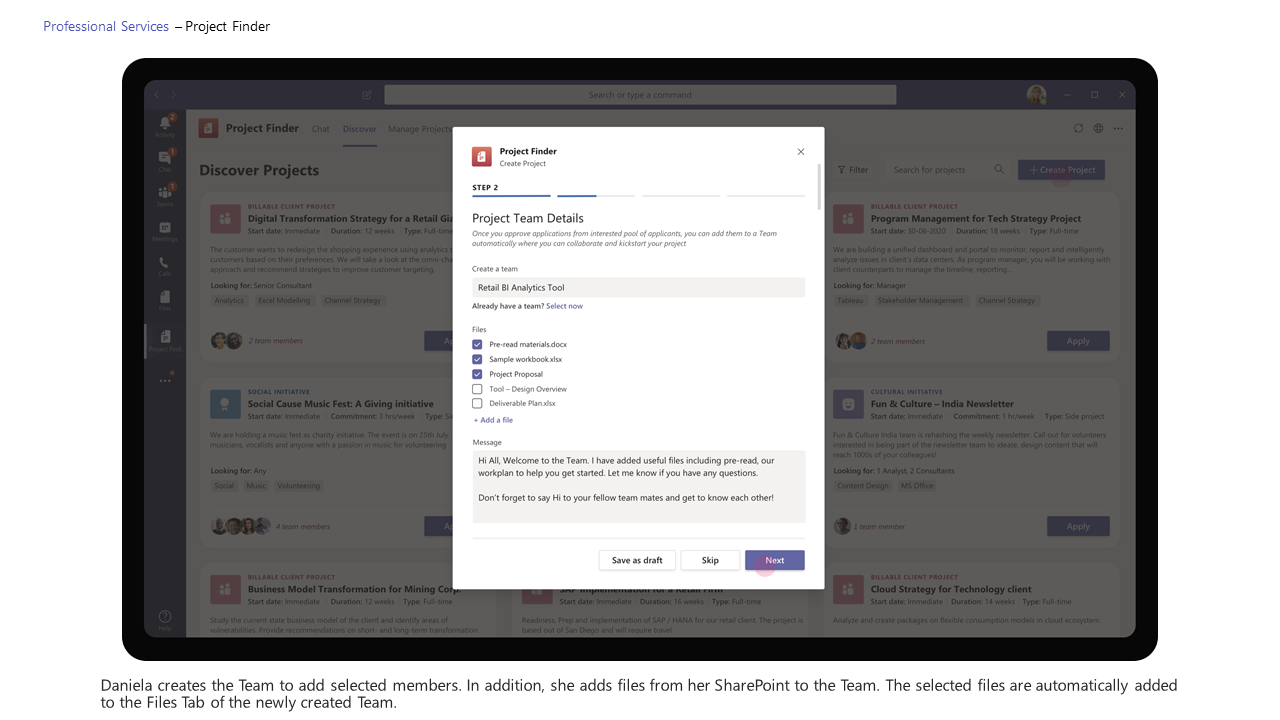 Professional Services – Project Finder
Search or type a command
Activity
2
Chat
1
Teams
1
Meetings
Calls
Files
Project Find
Help
Project Finder
Chat
Discover
Manage Projects
Discover Projects
Filter
Search for projects
+ Create Project
BILLABLE CLIENT PROJECT
Digital Transformation Strategy for a Retail Gia
Start date: Immediate Duration: 12 weeks Type: Full-time
The customer wants to redesign the shopping experience using analytics
customers based on their preferences. We will take a look at the omni-cha
approach and recommend strategies to improve customer targeting.
Looking for: Senior Consultant
Analytics Excel Modelling Channel Strategy
2 team members
Ap
SOCIAL INITIATIVE
Social Cause Music Fest: A Giving initiative
Start date: Immediate Commitment: 3 hrs/week Type: Si
We are holding a music fest as charity initiative. The event is on 25th July.
musicians, vocalists and anyone with a passion in music for volunteering
Looking for: Any
Social Music Volunteering
4 team members
Ap
BILLABLE CLIENT PROJECT
Business Model Transformation for Mining Corp.
Start date: Immediate Duration: 12 weeks Type: Full-time
Study the current state business model of the client and identify areas of
vulnerabilities. Provide recommendations on short- and long-term transformation
Project Finder
Create Project
STEP 2
Project Team Details
Once you approve applications from interested pool of applicants, you can add them to a Team
automatically where you can collaborate and kickstart your project
Create a team
Retail BI Analytics Tool
Already have a team? Select now
Files
Pre-read materials.docx
Sample workbook.xlsx
Project Proposal
Tool – Design Overview
Deliverable Plan.xlsx
+ Add a file
Message
Hi All, Welcome to the Team. I have added useful files including pre-read, our
workplan to help you get started. Let me know if you have any questions.
Don't forget to say Hi to your fellow team mates and get to know each other!
Save as draft
Skip
Next
SAP Implementation for a Retail Firm
Start date: Immediate Duration: 16 weeks Type: Full-time
Readiness, Prep and implementation of SAP / HANA for our retail client. The project is
based out of San Diego and will require travel
BILLABLE CLIENT PROJECT
Program Management for Tech Strategy Project
Start date: 30-06-2020 Duration: 18 weeks Type: Full-time
We are building a unified dashboard and portal to monitor, report and intelligently
analyze issues in client's data centers. As program manager, you will be working with
client counterparts to manage the timeline, reporting...
Looking for: Manager
Tableau Stakeholder Management Channel Strategy
2 team members
Apply
CULTURAL INITIATIVE
Fun & Culture – India Newsletter
Start date: Immediate Commitment: 1 hr/week Type: Side project
Fun & Culture India team is rehashing the weekly newsletter. Call out for volunteers
interested in being part of the newsletter team to ideate, design content that will
reach 1000s of your colleagues!
Looking for: 1 Analyst, 2 Consultants
Content Design MS Office
1 team member
Apply
BILLABLE CLIENT PROJECT
Cloud Strategy for Technology client
Start date: Immediate Duration: 14 weeks Type: Full-time
Analyze and create packages on flexible consumption models in cloud ecosystem.
Daniela creates the Team to add selected members. In addition, she adds files from her SharePoint to the Team. The selected files are automatically added
to the Files Tab of the newly created Team.